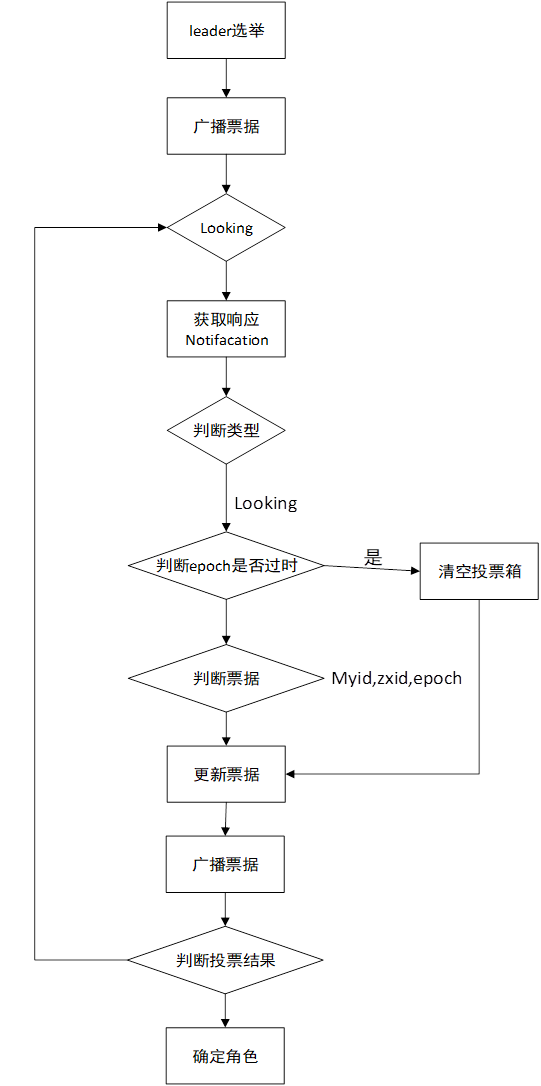 leader选举
广播票据
Looking
获取响应
Notifacation
判断类型
Looking
判断epoch是否过时
是
清空投票箱
判断票据
Myid,zxid,epoch
更新票据
广播票据
判断投票结果
确定角色